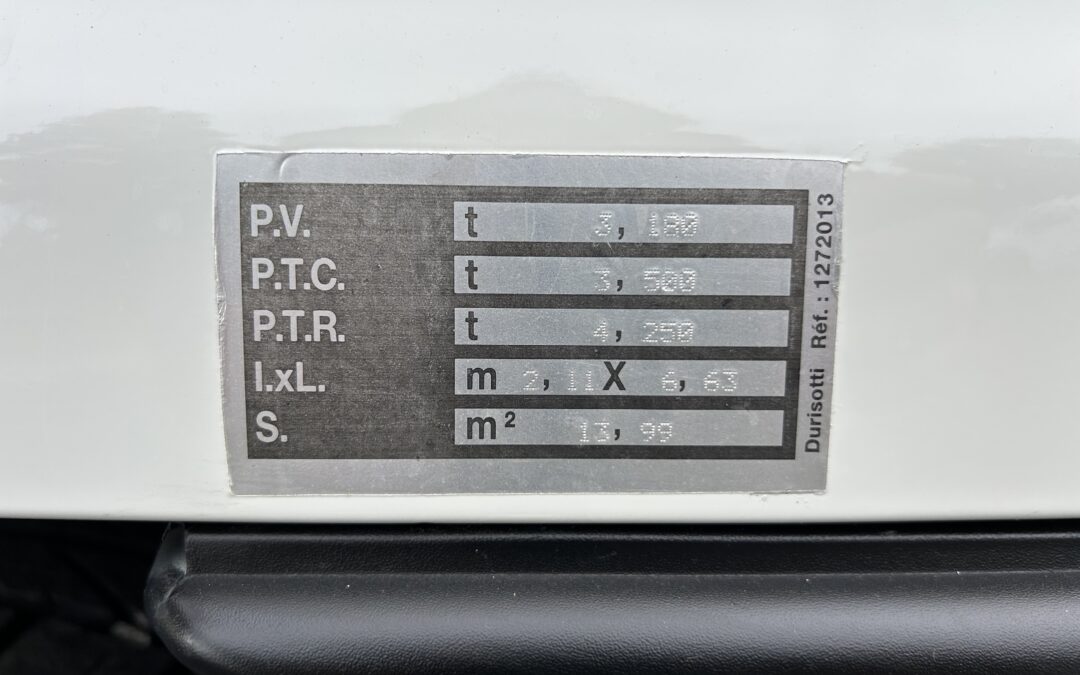 P.V. t 3, 180
P.T.C. t 3, 500
P.T.R. t 4, 250
l.xL. m 2, 11 X 6, 63
S. m² 13, 99
Durisotti Réf. : 1272013